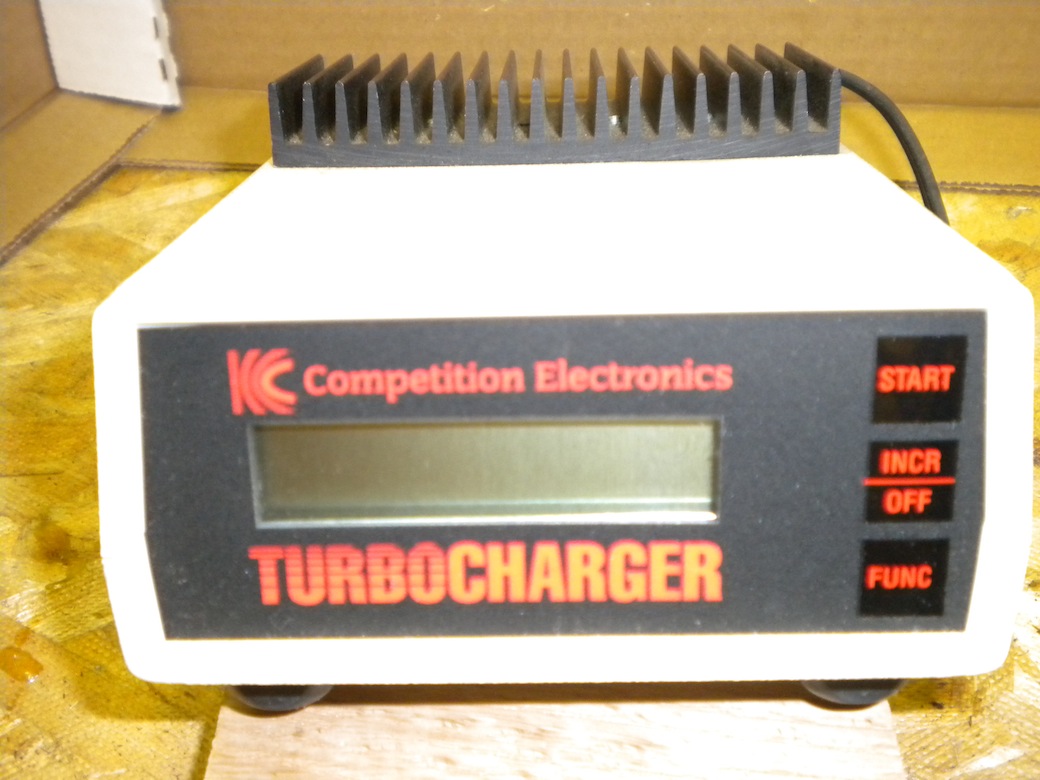 Competition Electronics
TURBOCHARGER
START
INCR
OFF
FUNC